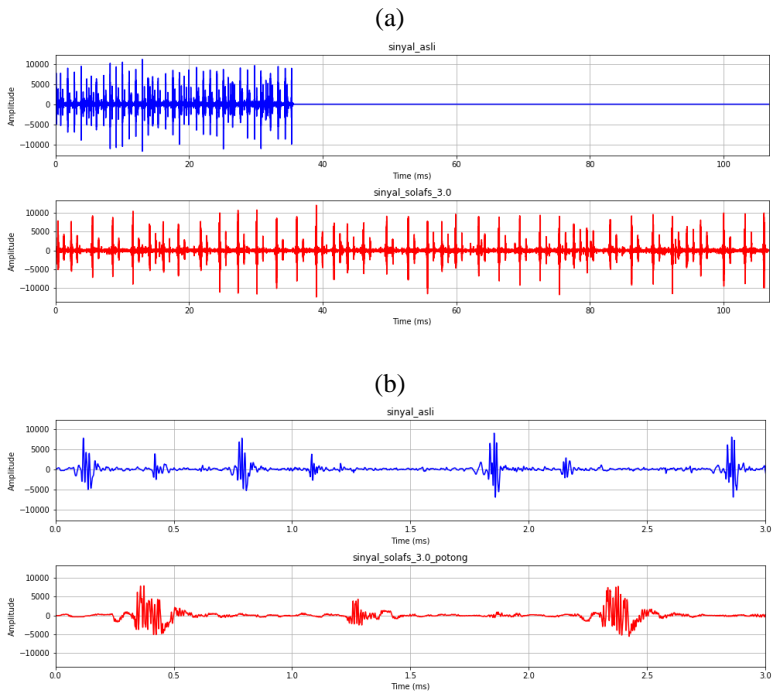 (a)
sinyal_asli
10000
5000
0
−5000
−10000
Amplitude
0 20 40 60 80 100
Time (ms)
sinyal_solafs_3.0
10000
5000
0
−5000
−10000
Amplitude
0 20 40 60 80 100
Time (ms)
(b)
sinyal_asli
10000
5000
0
−5000
−10000
Amplitude
0.0 0.5 1.0 1.5 2.0 2.5 3.0
Time (ms)
sinyal_solafs_3.0_potong
10000
5000
0
−5000
−10000
Amplitude
0.0 0.5 1.0 1.5 2.0 2.5 3.0
Time (ms)